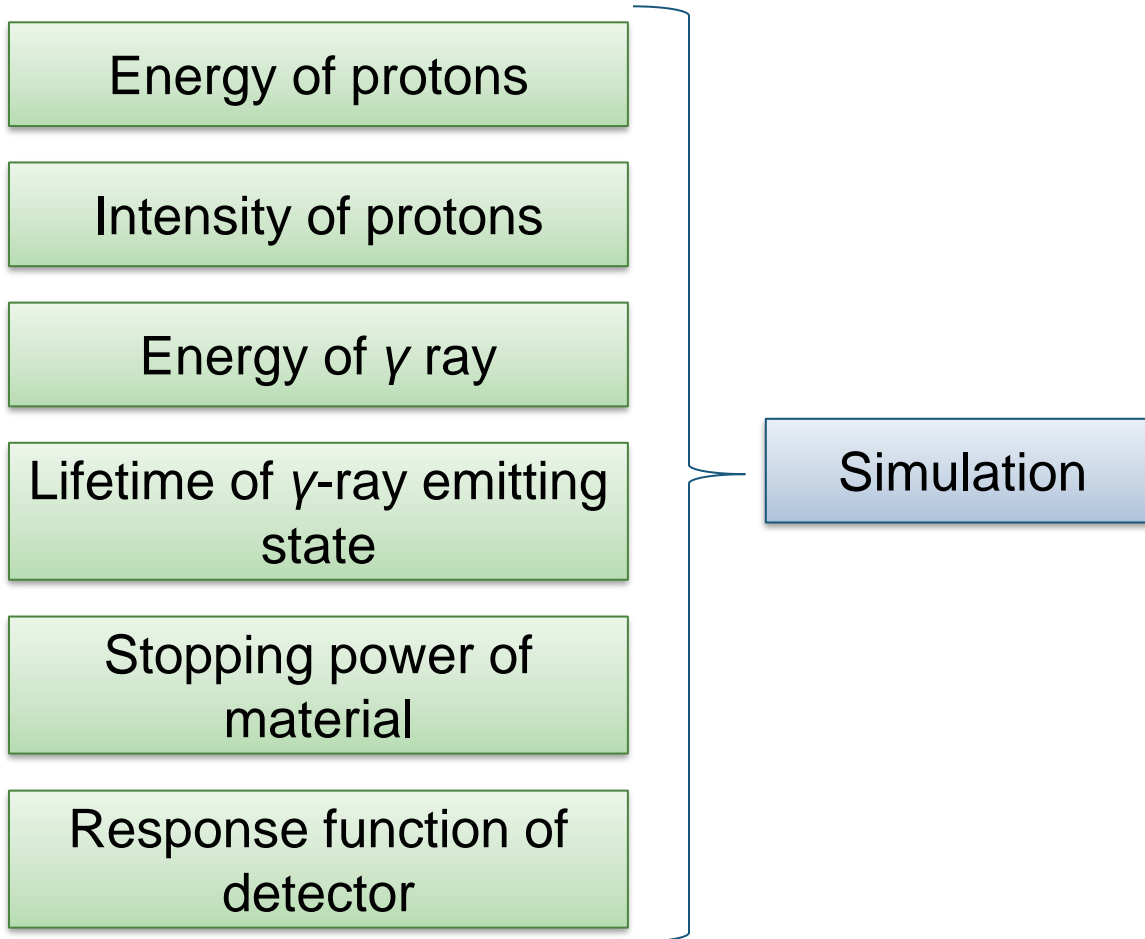 Energy of protons
Intensity of protons
Energy of γ ray
Lifetime of γ-ray emitting
state
Stopping power of
material
Response function of
detector
Simulation